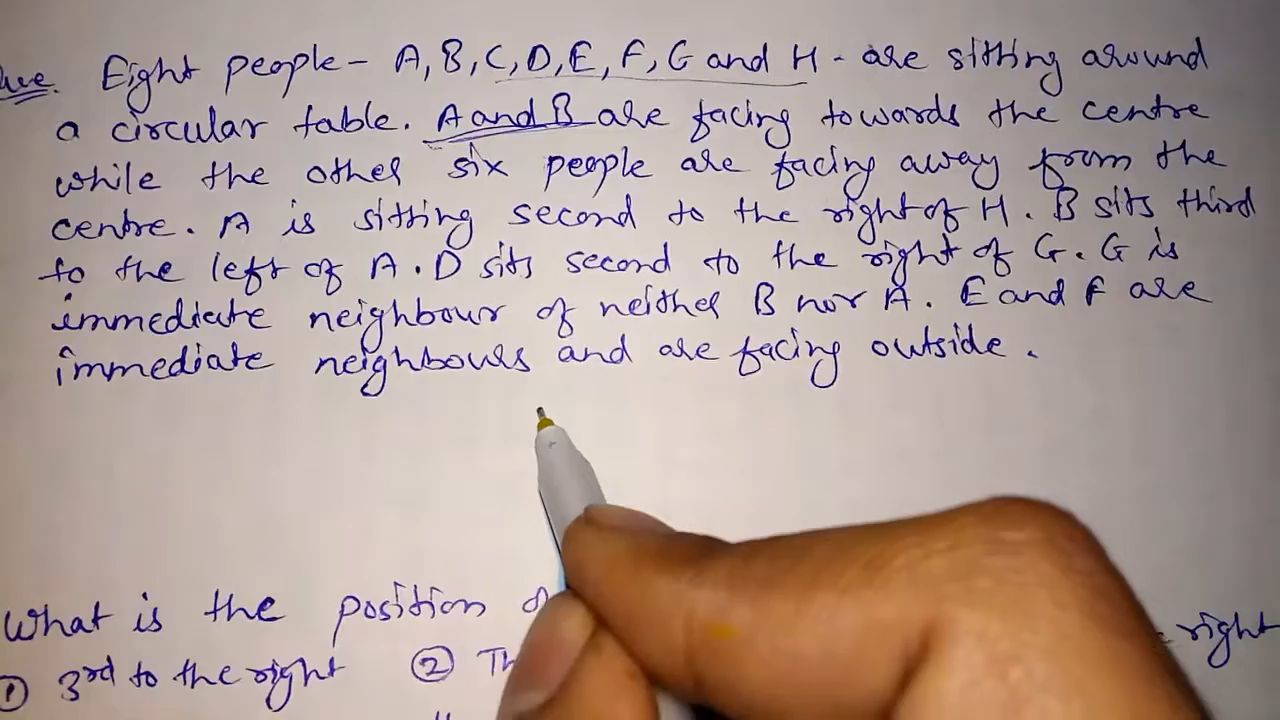 Que. Eight people - A, B, C, D, E, F, G and H - are sitting around
a circular table. A and B are facing towards the centre
while the other six people are facing away from the
centre. A is sitting second to the right of H. B sits third
to the left of A. D sits second to the right of G. G is
immediate neighbour of neither B nor A. E and F are
immediate neighbours and are facing outside.
What is the position right
① 3rd to the right ②